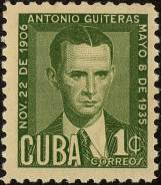 ANTONIO GUITERAS
NOV. 22 DE 1906
MAYO 8 DE 1935
1¢
CUBA
CORREOS